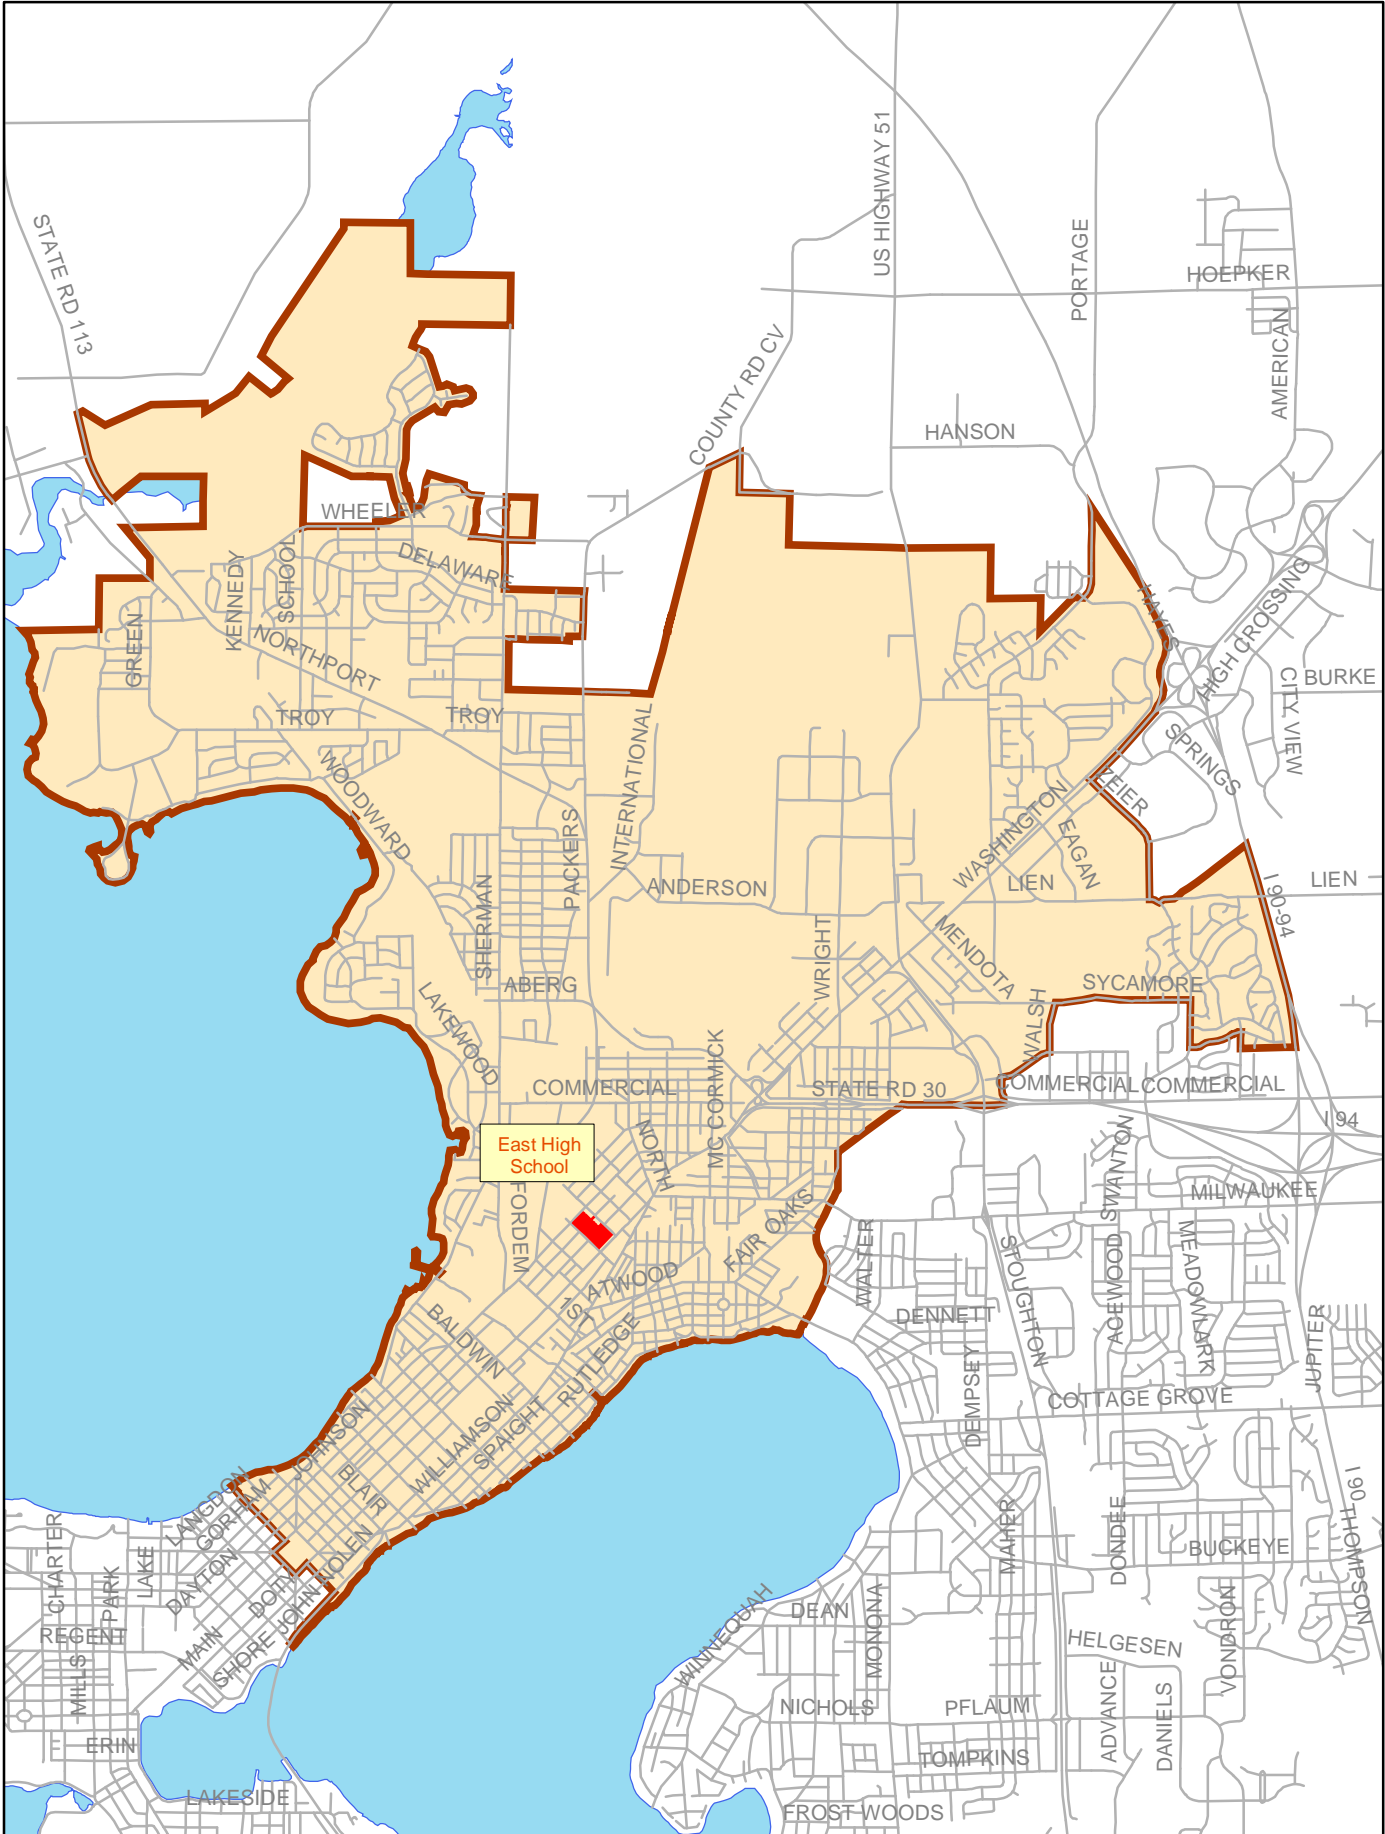 US HIGHWAY 51
STATE RD 113
PORTAGE
HOEPKER
AMERICAN
COUNTY RD CV
HANSON
WHEELER
DELAWARE
SCHOOL
KENNEDY
GREEN
NORTHPORT
HAYES
HIGH CROSSING
CITY VIEW
BURKE
TROY
TROY
SPRINGS
WOODWARD
INTERNATIONAL
ZEIER
WASHINGTON
EAGAN
PACKERS
ANDERSON
LIEN
LIEN
I 90-94
SHERMAN
WRIGHT
MENDOTA
ABERG
SYCAMORE
LAKEWOOD
WALSH
MC CORMICK
COMMERCIAL
STATE RD 30
COMMERCIAL
COMMERCIAL
I 94
East High
School
NORTH
SWANTON
MILWAUKEE
FORDEM
FAIR OAKS
WALTER
STOUGHTON
ACEWOOD
MEADOWLARK
ATWOOD
1ST
BALDWIN
RUTLEDGE
DENNETT
JUPITER
DEMPSEY
COTTAGE GROVE
JOHNSON
WILLIAMSON
SPAIGHT
BLAIR
LANGDON
GORHAM
I 90
THOMPSON
CHARTER
PARK
LAKE
DAYTON
DOTY
JOHN NOLEN
MAHER
DONDEE
BUCKEYE
WINNEQUAH
DEAN
MONONA
VONDRON
REGENT
MILLS
MAIN
SHORE
HELGESEN
NICHOLS
PFLAUM
ADVANCE
DANIELS
ERIN
TOMPKINS
LAKESIDE
FROST WOODS